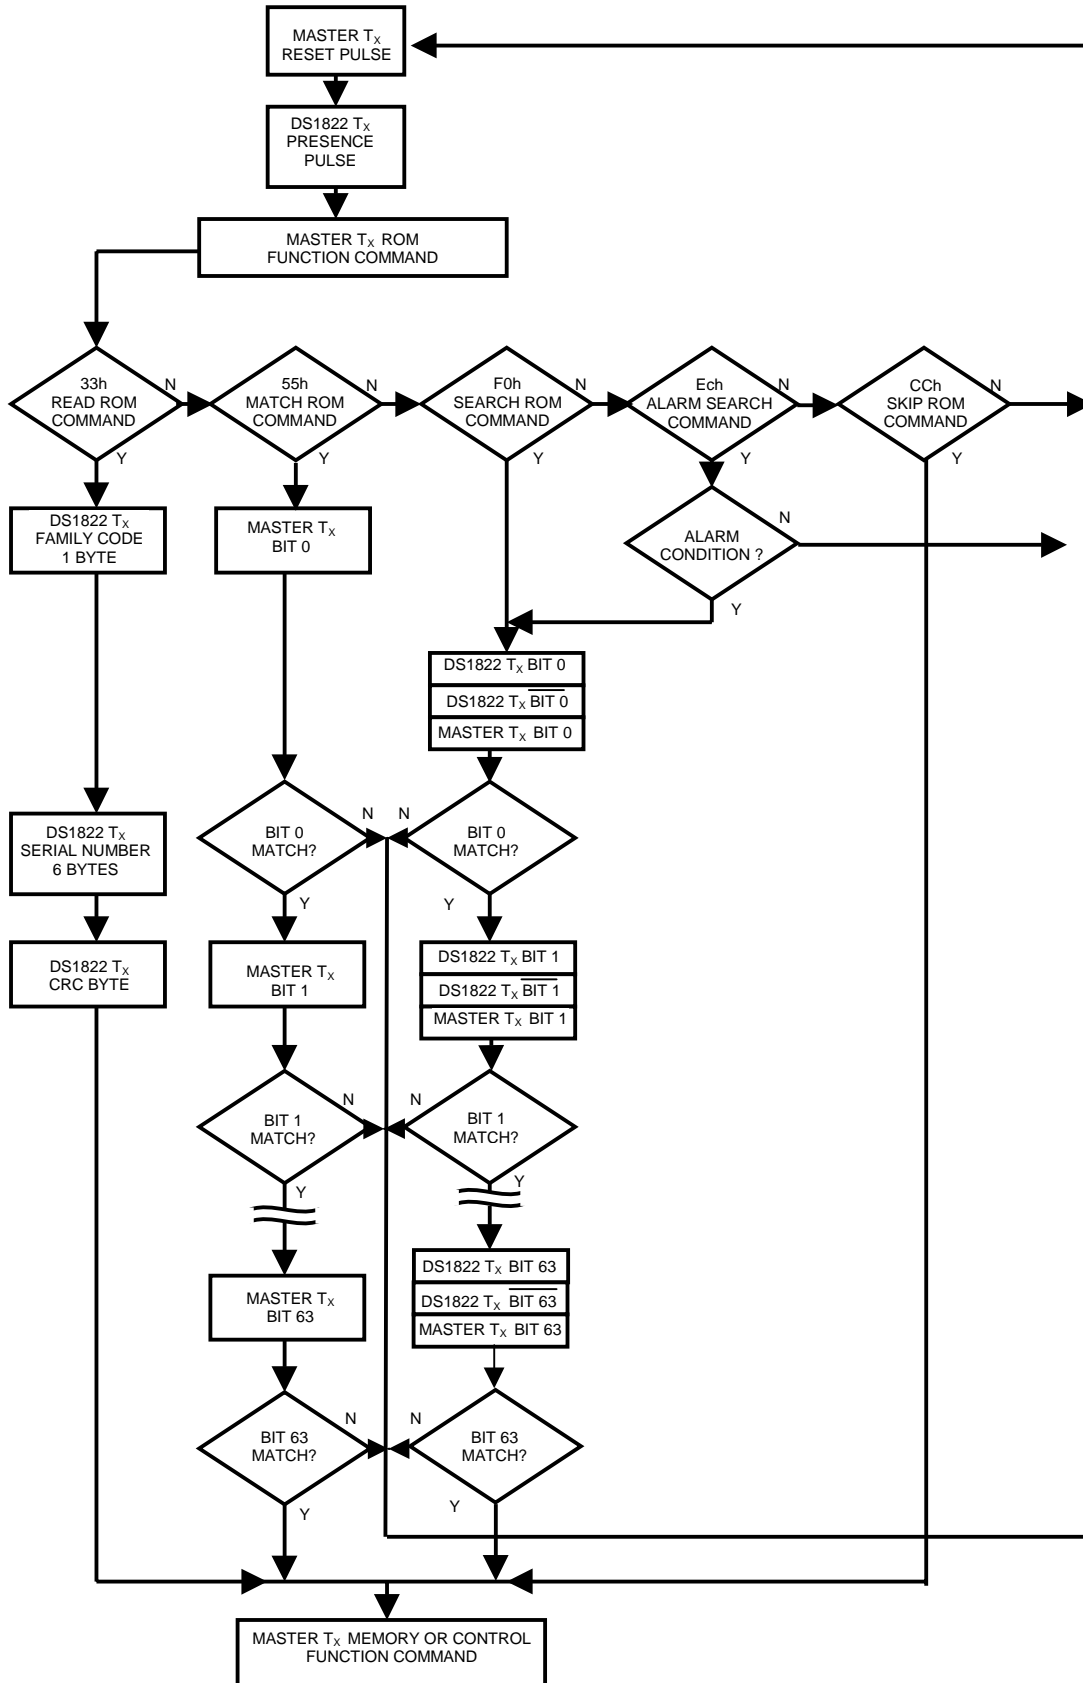 MASTER TX
RESET PULSE
DS1822 TX
PRESENCE
PULSE
MASTER TX ROM
FUNCTION COMMAND
33h
READ ROM
COMMAND
N
Y
55h
MATCH ROM
COMMAND
N
Y
F0h
SEARCH ROM
COMMAND
N
Y
Ech
ALARM SEARCH
COMMAND
N
Y
CCh
SKIP ROM
COMMAND
N
Y
DS1822 TX
FAMILY CODE
1 BYTE
MASTER TX
BIT 0
ALARM
CONDITION ?
N
Y
DS1822 TX BIT 0
DS1822 TX BIT 0
MASTER TX BIT 0
DS1822 TX
SERIAL NUMBER
6 BYTES
BIT 0
MATCH?
N
Y
BIT 0
MATCH?
N
Y
DS1822 TX
CRC BYTE
MASTER TX
BIT 1
DS1822 TX BIT 1
DS1822 TX BIT 1
MASTER TX BIT 1
BIT 1
MATCH?
N
Y
BIT 1
MATCH?
N
Y
MASTER TX
BIT 63
DS1822 TX BIT 63
DS1822 TX BIT 63
MASTER TX BIT 63
BIT 63
MATCH?
N
Y
BIT 63
MATCH?
N
Y
MASTER TX MEMORY OR CONTROL
FUNCTION COMMAND